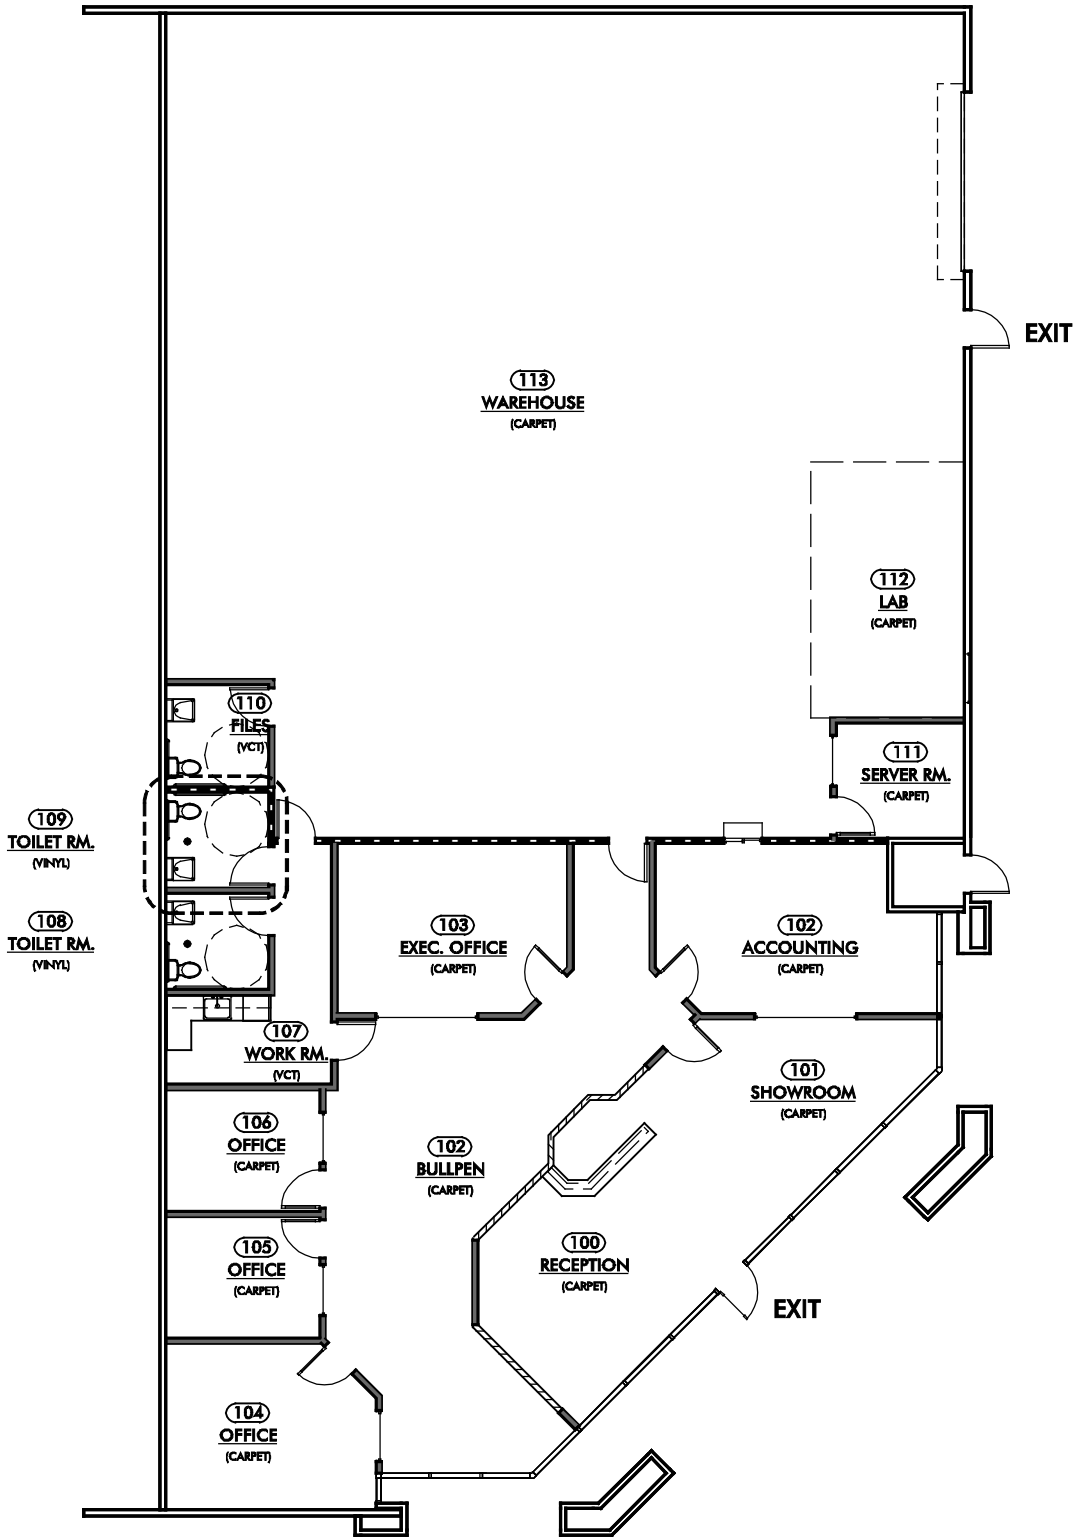 EXIT
113
WAREHOUSE
(CARPET)
112
LAB
(CARPET)
110
FILES
(VCT)
111
SERVER RM.
(CARPET)
109
TOILET RM.
(VINYL)
108
TOILET RM.
(VINYL)
103
EXEC. OFFICE
(CARPET)
102
ACCOUNTING
(CARPET)
107
WORK RM.
(VCT)
101
SHOWROOM
(CARPET)
106
OFFICE
(CARPET)
102
BULLPEN
(CARPET)
105
OFFICE
(CARPET)
100
RECEPTION
(CARPET)
EXIT
104
OFFICE
(CARPET)